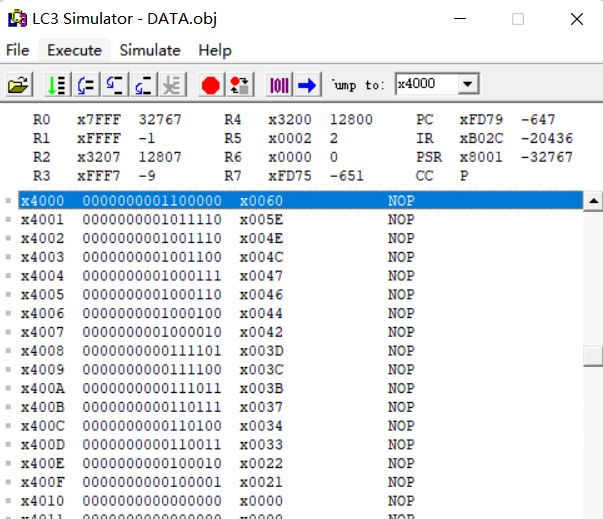 LC3 Simulator - DATA.obj
File Execute Simulate Help
Jump to: x4000
R0 x7FFF 32767 R4 x3200 12800 PC xFD79 -647
R1 xFFFF -1 R5 x0002 2 IR xB02C -20436
R2 x3207 12807 R6 x0000 0 PSR x8001 -32767
R3 xFFF7 -9 R7 xFD75 -651 CC P
x4000 0000000001100000 x0060 NOP
x4001 0000000001011110 x005E NOP
x4002 0000000001001110 x004E NOP
x4003 0000000001001100 x004C NOP
x4004 0000000001000111 x0047 NOP
x4005 0000000001000110 x0046 NOP
x4006 0000000001000100 x0044 NOP
x4007 0000000001000010 x0042 NOP
x4008 0000000000111101 x003D NOP
x4009 0000000000111100 x003C NOP
x400A 0000000000111011 x003B NOP
x400B 0000000000110111 x0037 NOP
x400C 0000000000110100 x0034 NOP
x400D 0000000000110011 x0033 NOP
x400E 0000000000100010 x0022 NOP
x400F 0000000000100001 x0021 NOP
x4010 0000000000000000 x0000 NOP
x4011 0000000000000000 x0000 NOP